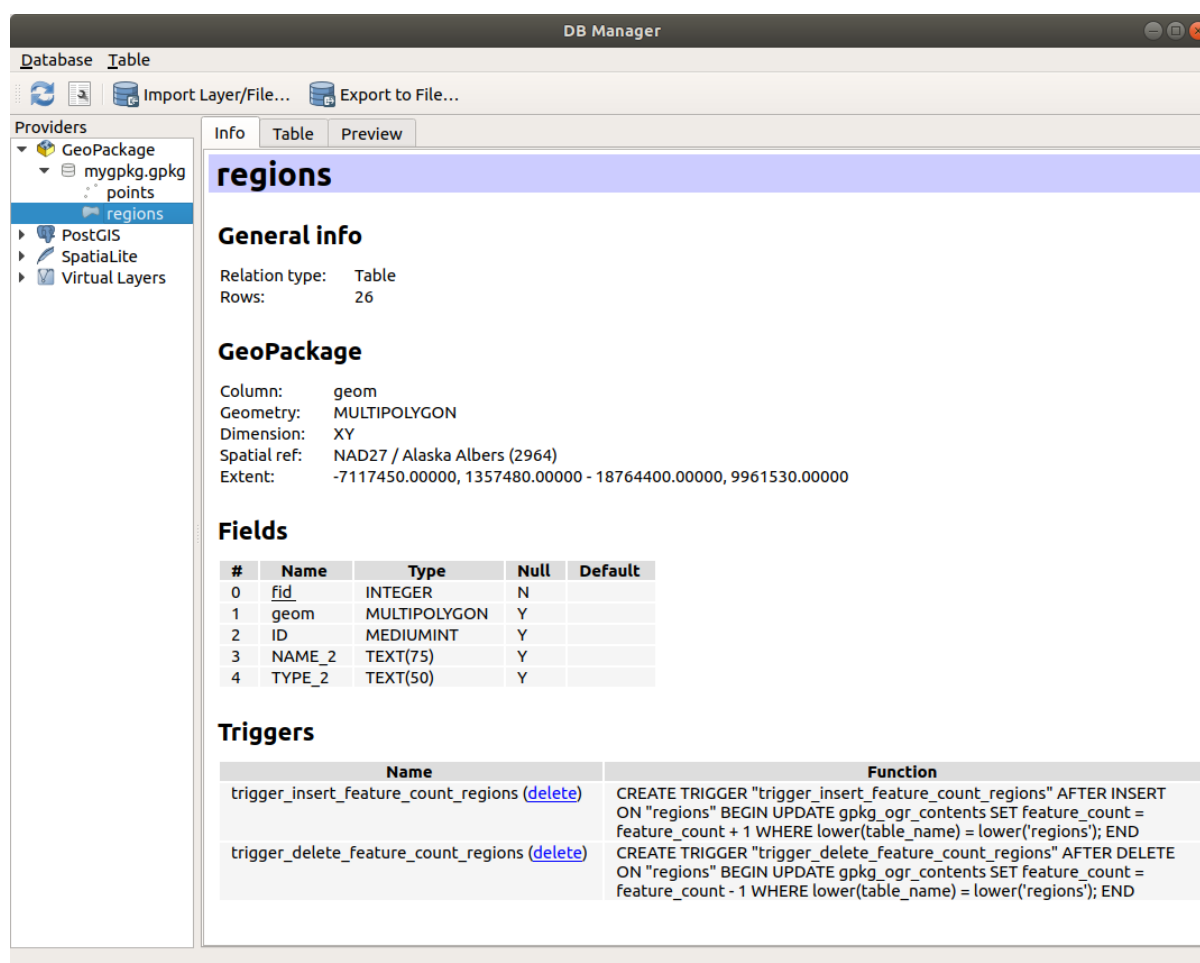 DB Manager
Database Table
Import Layer/File... Export to File...
Providers
GeoPackage
mygpkg.gpkg
points
regions
PostGIS
SpatiaLite
Virtual Layers
Info Table Preview
regions
General info
Relation type: Table
Rows: 26
GeoPackage
Column: geom
Geometry: MULTIPOLYGON
Dimension: XY
Spatial ref: NAD27 / Alaska Albers (2964)
Extent: -7117450.00000, 1357480.00000 - 18764400.00000, 9961530.00000
Fields
# Name Type Null Default
0 fid INTEGER N
1 geom MULTIPOLYGON Y
2 ID MEDIUMINT Y
3 NAME_2 TEXT(75) Y
4 TYPE_2 TEXT(50) Y
Triggers
Name Function
trigger_insert_feature_count_regions (delete) CREATE TRIGGER "trigger_insert_feature_count_regions" AFTER INSERT
ON "regions" BEGIN UPDATE gpkg_ogr_contents SET feature_count =
feature_count + 1 WHERE lower(table_name) = lower('regions'); END
trigger_delete_feature_count_regions (delete) CREATE TRIGGER "trigger_delete_feature_count_regions" AFTER DELETE
ON "regions" BEGIN UPDATE gpkg_ogr_contents SET feature_count =
feature_count - 1 WHERE lower(table_name) = lower('regions'); END